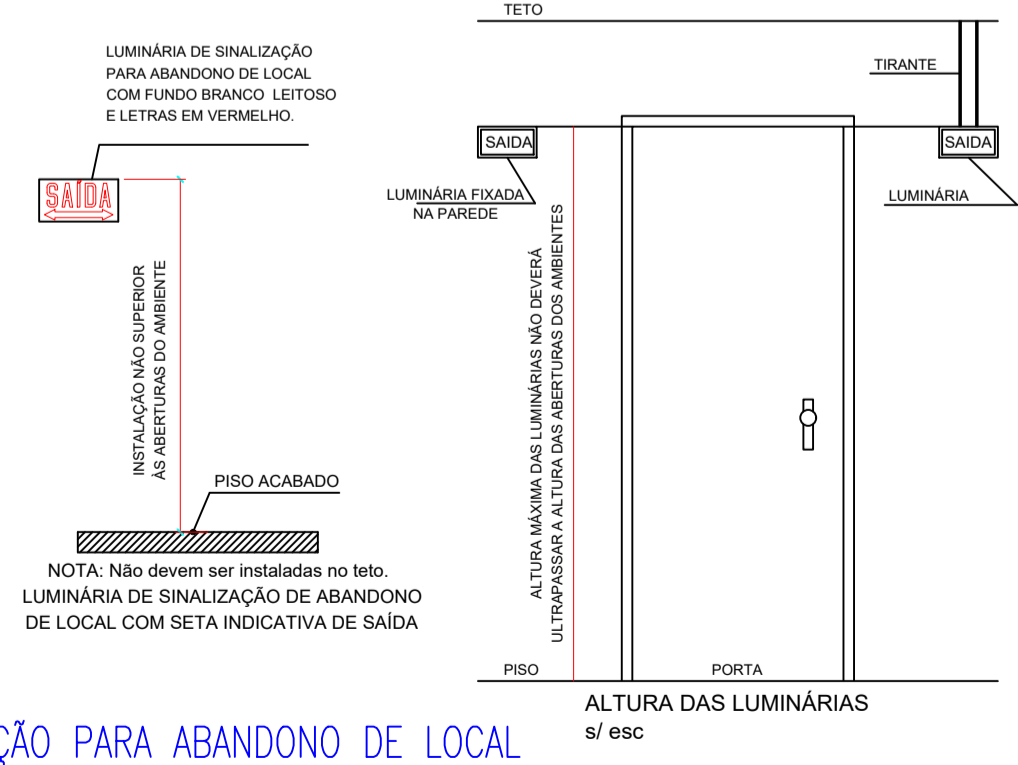 LUMINÁRIA DE SINALIZAÇÃO
PARA ABANDONO DE LOCAL
COM FUNDO BRANCO LEITOSO
E LETRAS EM VERMELHO.
SAÍDA
INSTALAÇÃO NÃO SUPERIOR
ÀS ABERTURAS DO AMBIENTE
PISO ACABADO
NOTA: Não devem ser instaladas no teto.
LUMINÁRIA DE SINALIZAÇÃO DE ABANDONO
DE LOCAL COM SETA INDICATIVA DE SAÍDA
TETO
TIRANTE
SAIDA
SAIDA
LUMINÁRIA FIXADA
NA PAREDE
LUMINÁRIA
ALTURA MÁXIMA DAS LUMINÁRIAS NÃO DEVERÁ
ULTRAPASSAR A ALTURA DAS ABERTURAS DOS AMBIENTES
PISO
PORTA
ALTURA DAS LUMINÁRIAS
s/ esc
ÇÃO PARA ABANDONO DE LOCAL